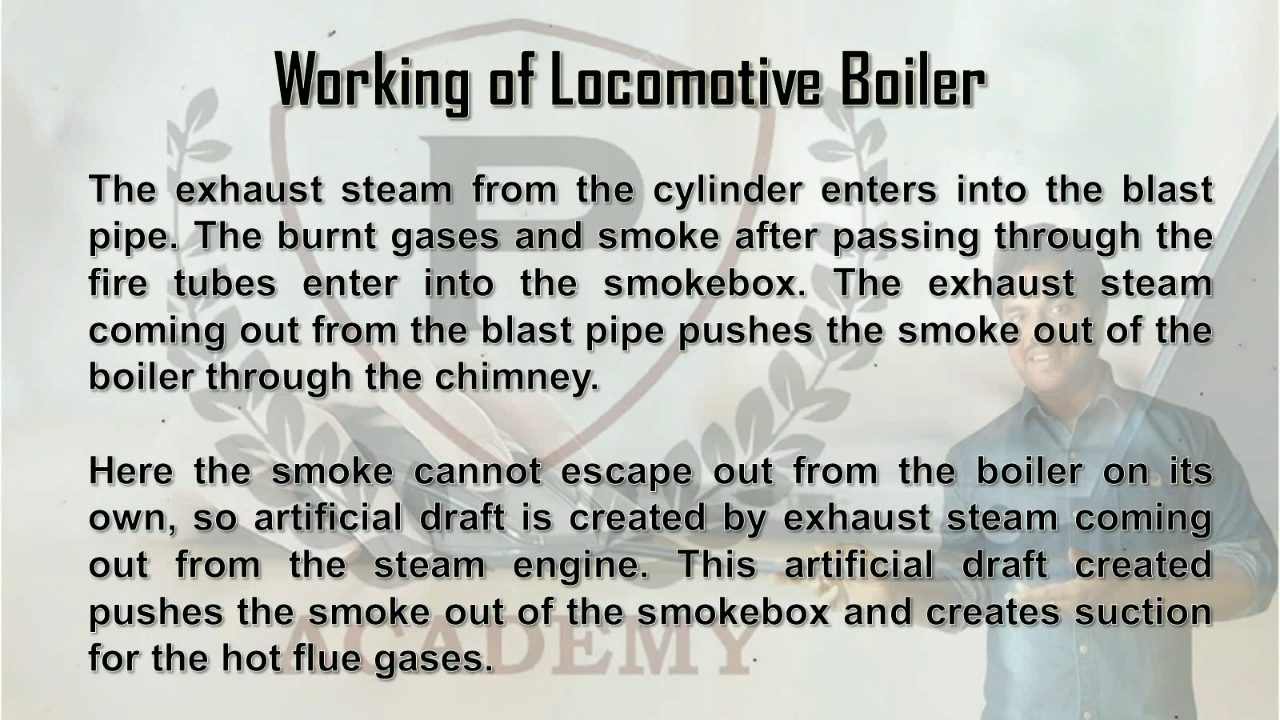 Working of Locomotive Boiler
The exhaust steam from the cylinder enters into the blast
pipe. The burnt gases and smoke after passing through the
fire tubes enter into the smokebox. The exhaust steam
coming out from the blast pipe pushes the smoke out of the
boiler through the chimney.
Here the smoke cannot escape out from the boiler on its
own, so artificial draft is created by exhaust steam coming
out from the steam engine. This artificial draft created
pushes the smoke out of the smokebox and creates suction
for the hot flue gases.
P
ACADEMY